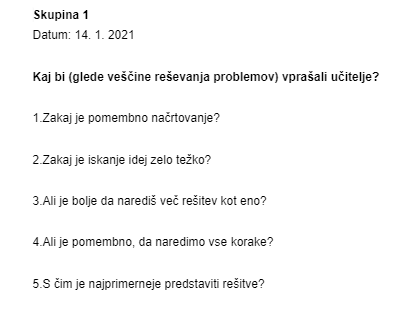 Skupina 1
Datum: 14. 1. 2021
Kaj bi (glede veščine reševanja problemov) vprašali učitelje?
1.Zakaj je pomembno načrtovanje?
2.Zakaj je iskanje idej zelo težko?
3.Ali je bolje da narediš več rešitev kot eno?
4.Ali je pomembno, da naredimo vse korake?
5.S čim je najprimerneje predstaviti rešitve?